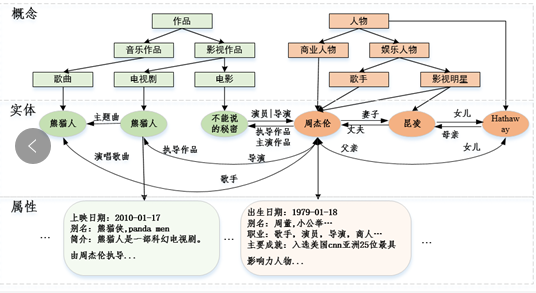 概念
作品
人物
音乐作品
影视作品
商业人物
娱乐人物
歌曲
电视剧
电影
歌手
影视明星
实体
熊猫人
主题曲
熊猫人
不能说
的秘密
演员|导演
执导作品
主演作品
周杰伦
妻子
丈夫
昆凌
女儿
母亲
Hathaw
ay
演唱歌曲
执导作品
导演
歌手
父亲
女儿
属性
上映日期:2010-01-17
别名:熊猫侠,panda men
简介:熊猫人是一部科幻电视剧。
由周杰伦执导...
出生日期:1979-01-18
别名:周董,小公举…
职业:歌手,演员,导演,商人…
主要成就:入选美国cnn亚洲25位最具
影响力人物...
...
...
...